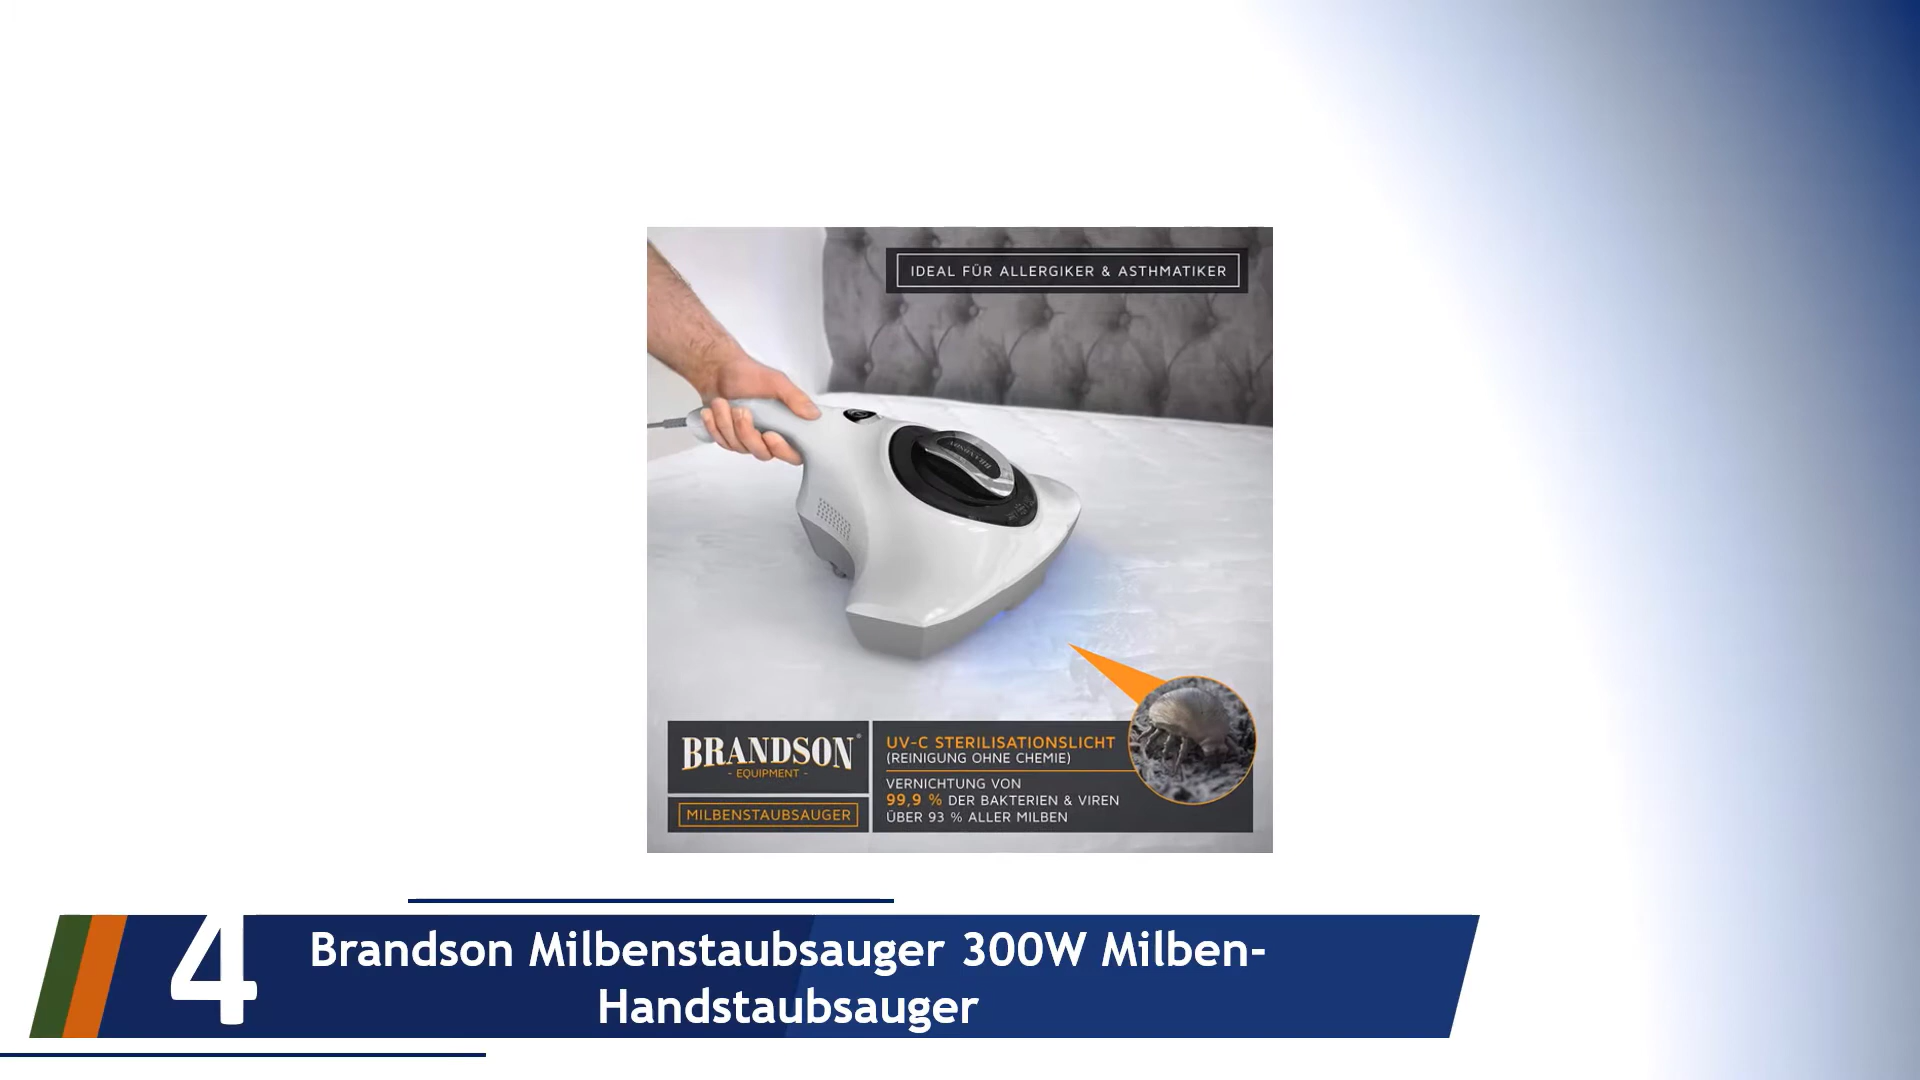 IDEAL FÜR ALLERGIKER & ASTHMATIKER
BRANDSON
BRANDSON®
- EQUIPMENT -
MILBENSTAUBSAUGER
UV-C STERILISATIONSLICHT
(REINIGUNG OHNE CHEMIE)
VERNICHTUNG VON
99,9 % DER BAKTERIEN & VIREN
ÜBER 93 % ALLER MILBEN
4
Brandson Milbenstaubsauger 300W Milben-
Handstaubsauger